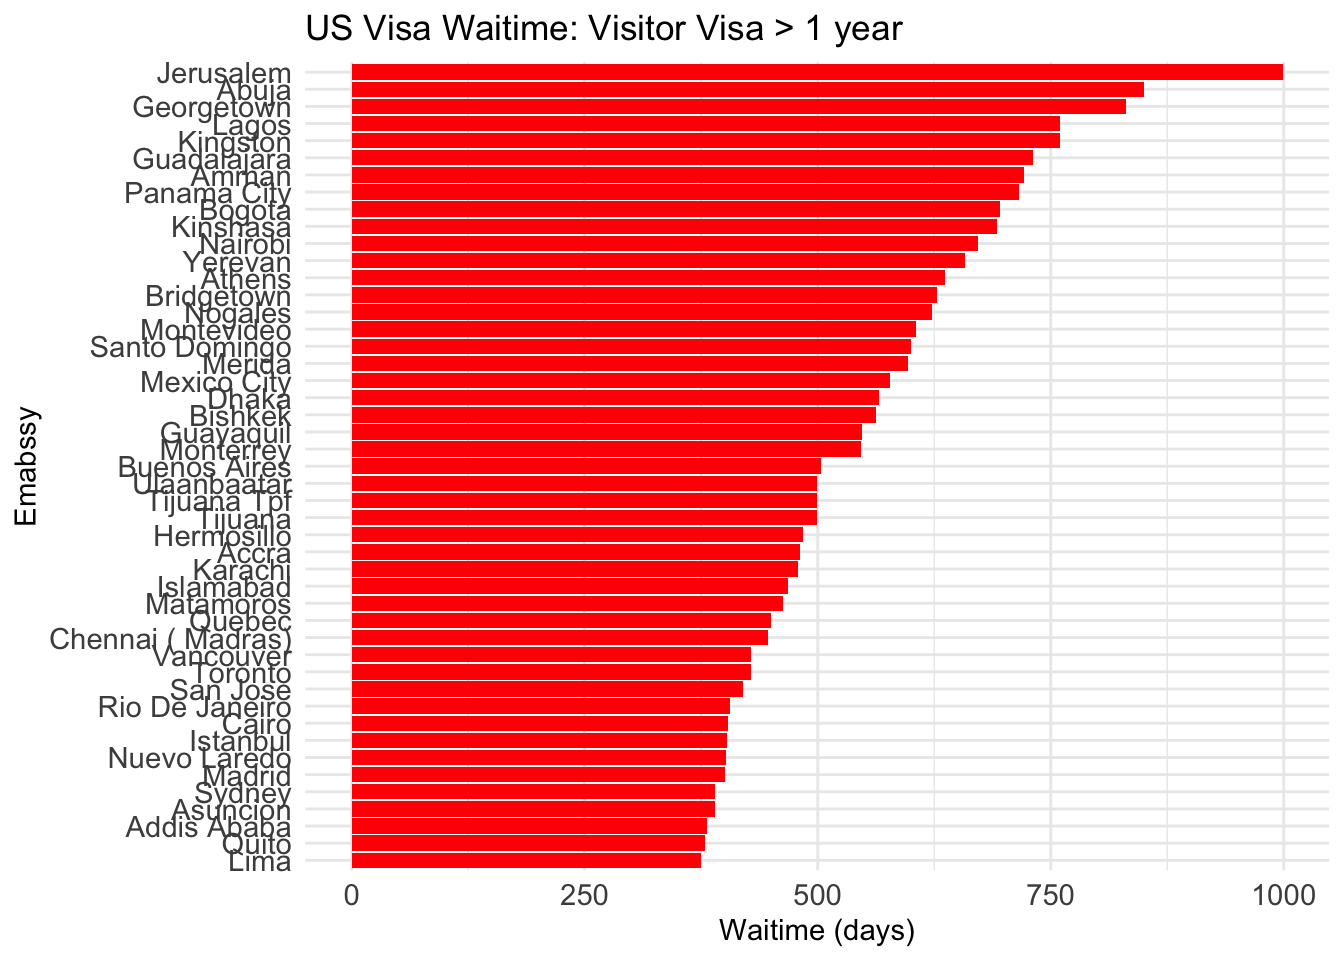 US Visa Waitime: Visitor Visa > 1 year
Jerusalem
Abuja
Georgetown
Lagos
Kingston
Guadalajara
Amman
Panama City
Bogota
Kinshasa
Nairobi
Yerevan
Athens
Bridgetown
Nogales
Montevideo
Santo Domingo
Merida
Mexico City
Dhaka
Bishkek
Guayaquil
Monterrey
Buenos Aires
Ulaanbaatar
Tijuana Tpf
Tijuana
Hermosillo
Accra
Karachi
Islamabad
Matamoros
Quebec
Chennai ( Madras)
Vancouver
Toronto
San Jose
Rio De Janeiro
Cairo
Istanbul
Nuevo Laredo
Madrid
Sydney
Asuncion
Addis Ababa
Quito
Lima
Emabssy
0 250 500 750 1000
Waitime (days)